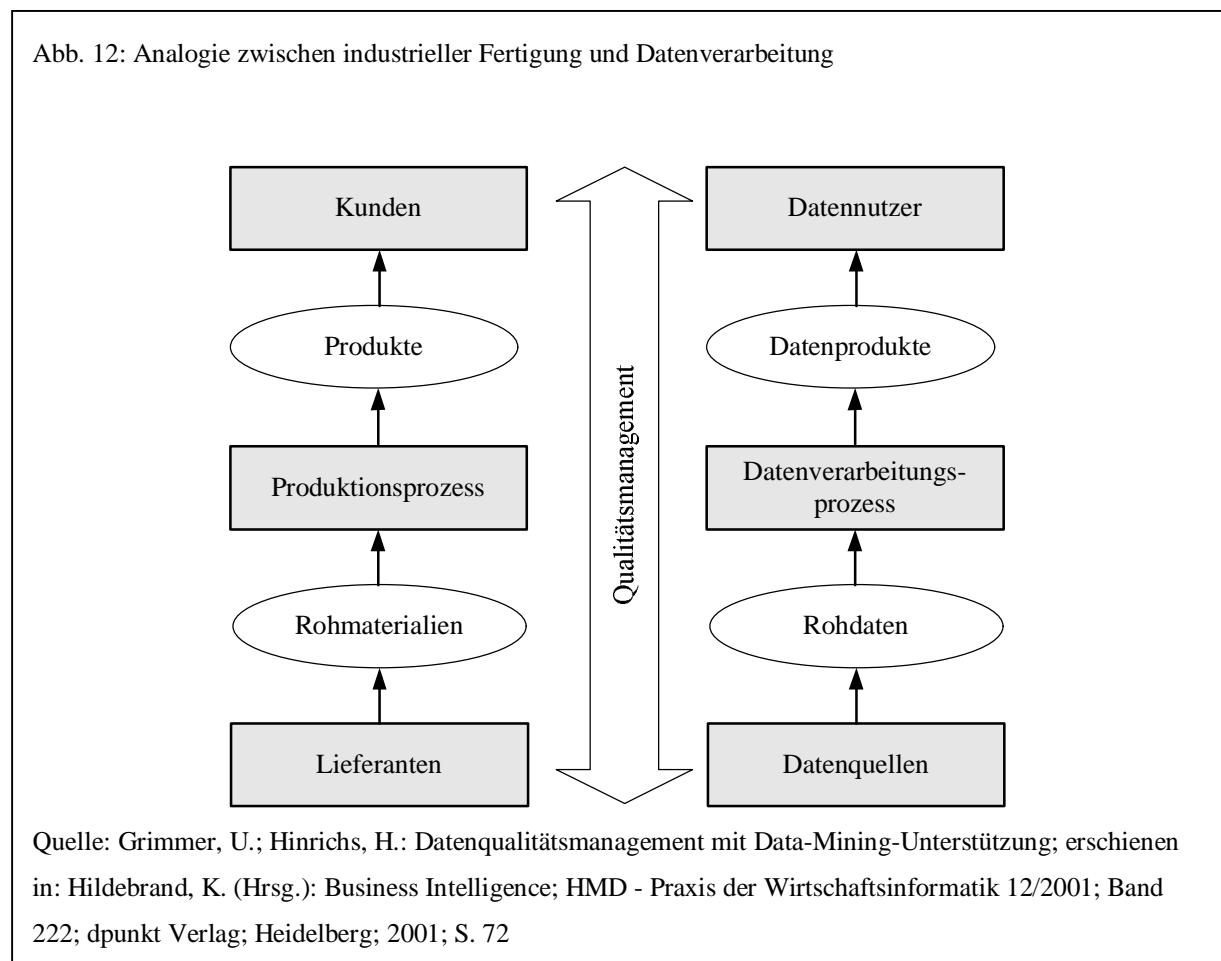 Abb. 12: Analogie zwischen industrieller Fertigung und Datenverarbeitung
Kunden
Produkte
Produktionsprozess
Rohmaterialien
Lieferanten
Qualitätsmanagement
Datennutzer
Datenprodukte
Datenverarbeitungs-
prozess
Rohdaten
Datenquellen
Quelle: Grimmer, U.; Hinrichs, H.: Datenqualitätsmanagement mit Data-Mining-Unterstützung; erschienen
in: Hildebrand, K. (Hrsg.): Business Intelligence; HMD - Praxis der Wirtschaftsinformatik 12/2001; Band
222; dpunkt Verlag; Heidelberg; 2001; S. 72